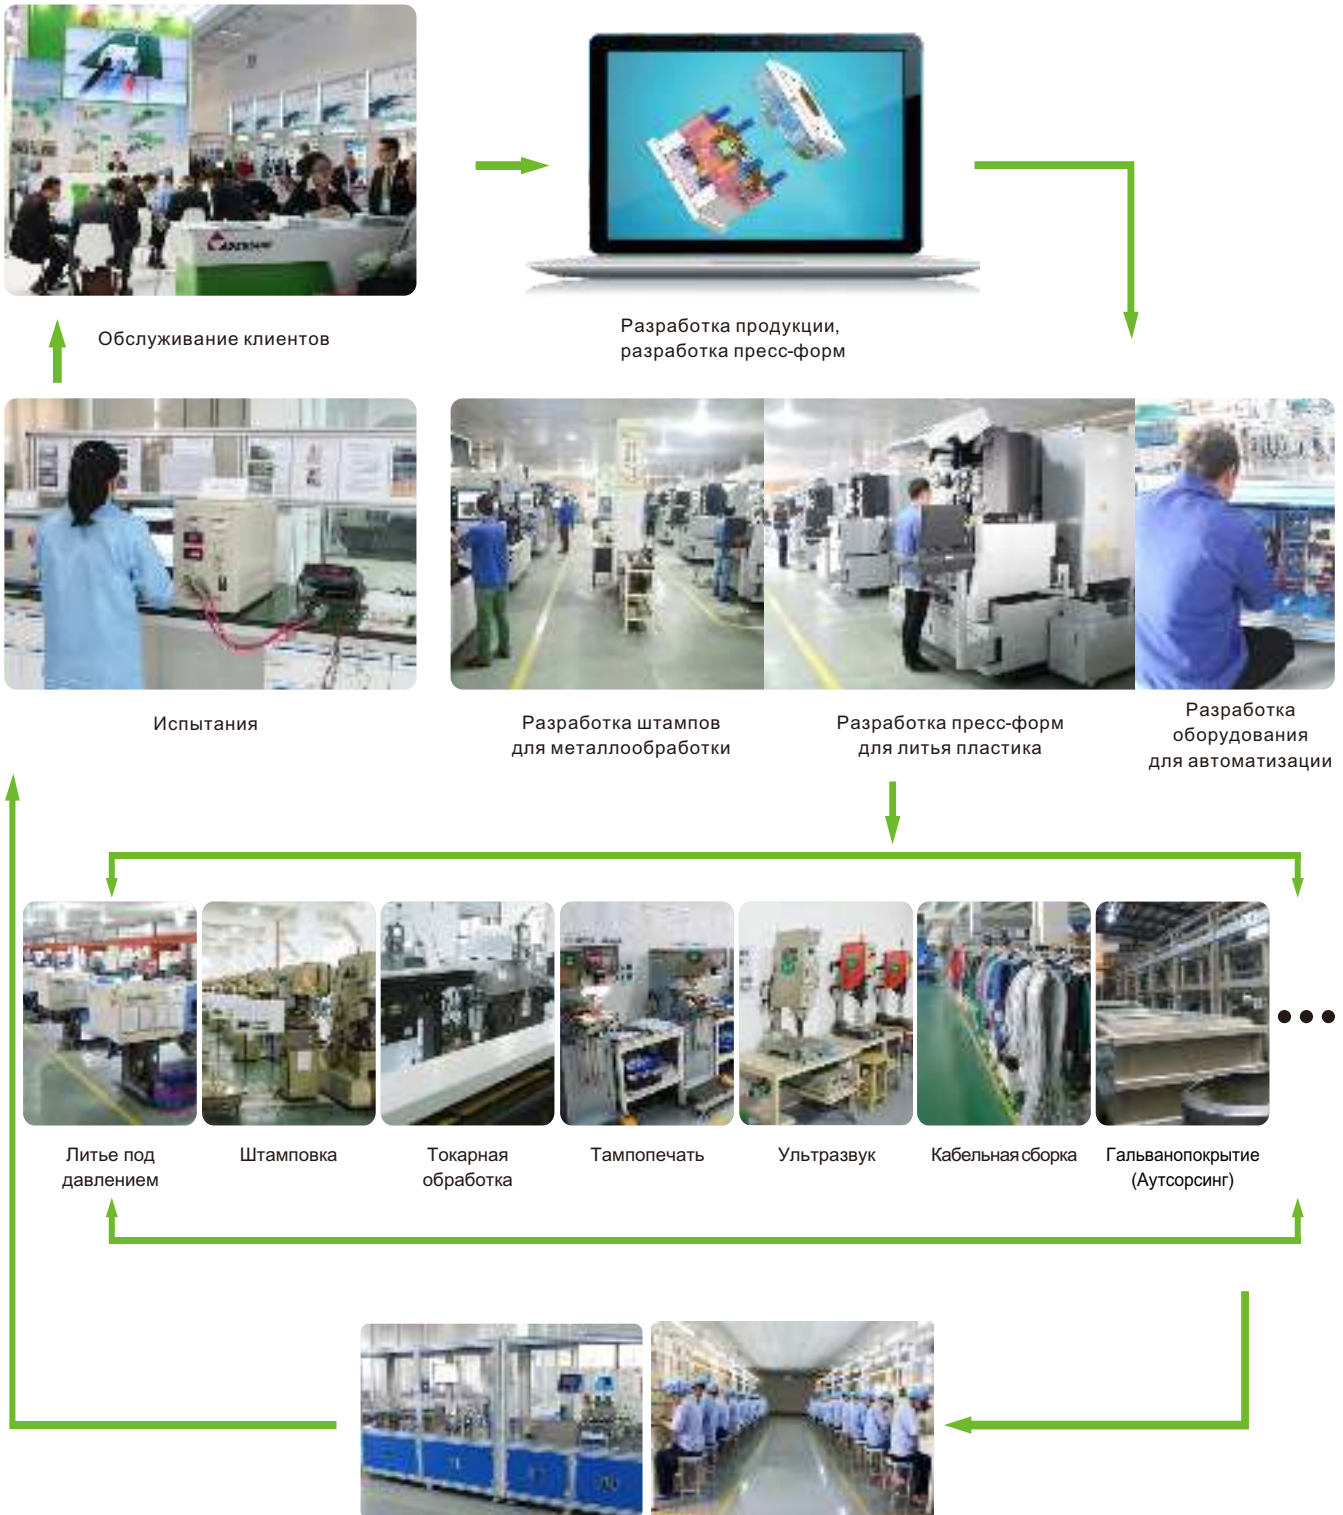 Обслуживание клиентов
Разработка продукции,
разработка пресс-форм
Испытания
Разработка штампов
для металлообработки
Разработка пресс-форм
для литья пластика
Разработка
оборудования
для автоматизации
Литье под
давлением
Штамповка
Токарная
обработка
Тампопечать
Ультразвук
Кабельная сборка
Гальванопокрытие
(Аутсорсинг)